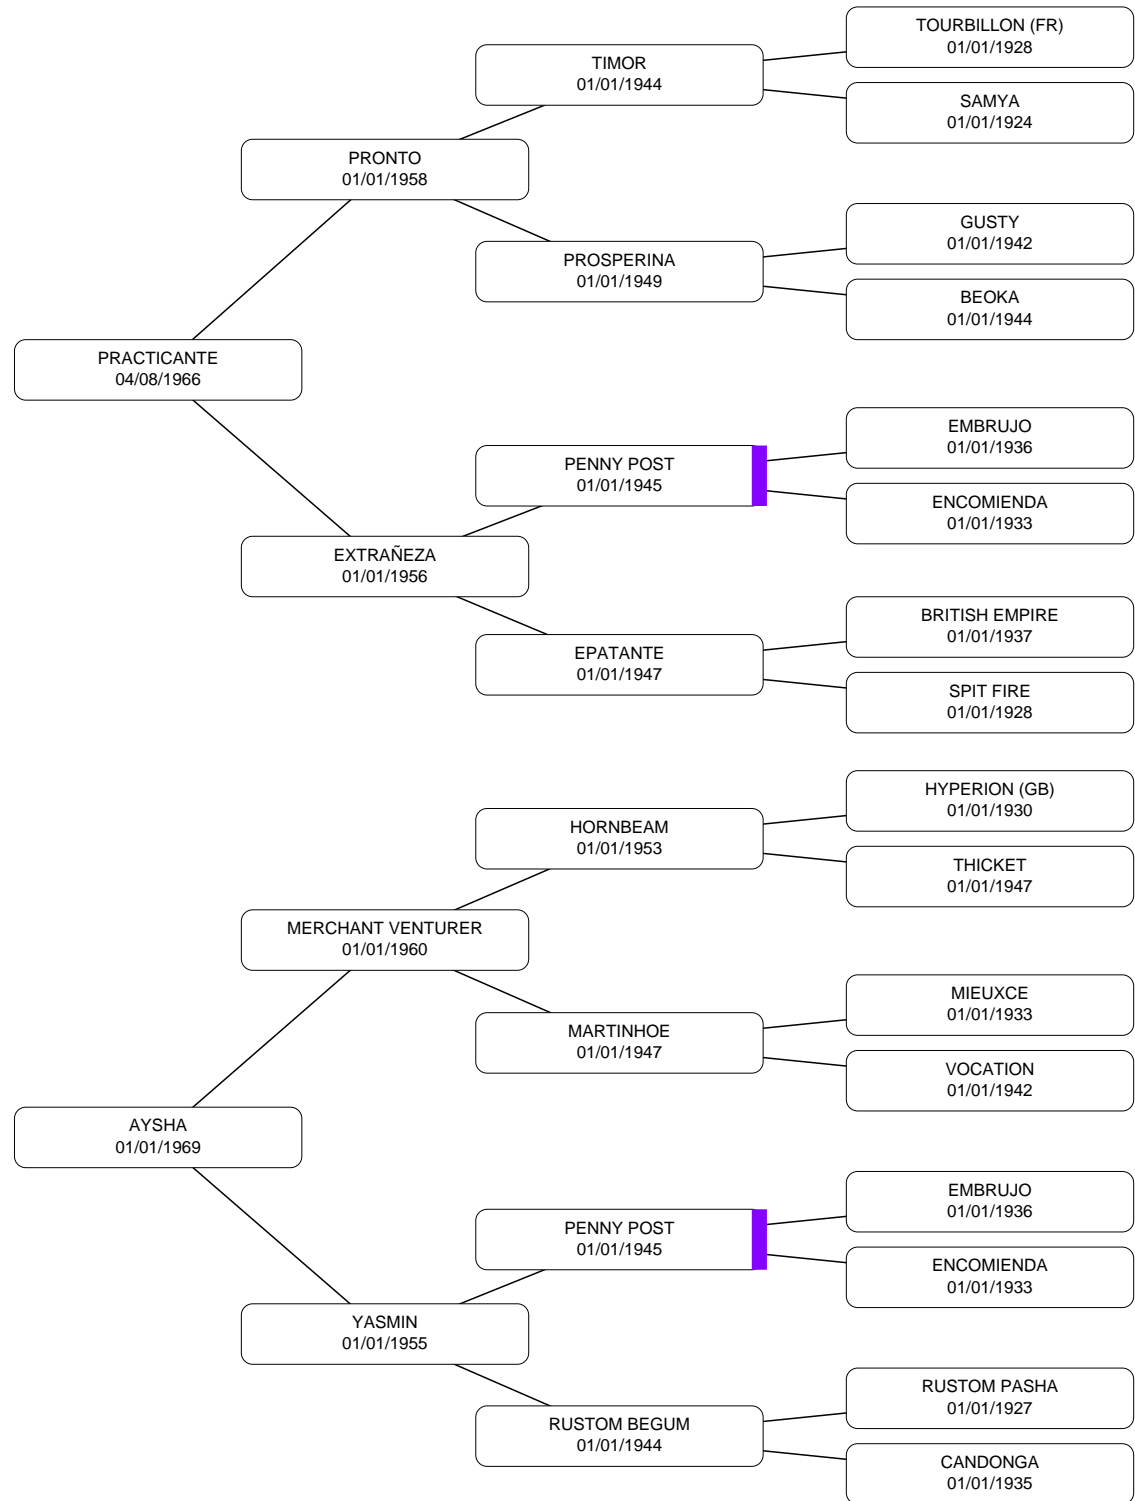 TOURBILLON (FR)
01/01/1928
TIMOR
01/01/1944
SAMYA
01/01/1924
PRONTO
01/01/1958
GUSTY
01/01/1942
PROSPERINA
01/01/1949
BEOKA
01/01/1944
PRACTICANTE
04/08/1966
EMBRUJO
01/01/1936
PENNY POST
01/01/1945
ENCOMIENDA
01/01/1933
EXTRAÑEZA
01/01/1956
BRITISH EMPIRE
01/01/1937
EPATANTE
01/01/1947
SPIT FIRE
01/01/1928
HYPERION (GB)
01/01/1930
HORNBEAM
01/01/1953
THICKET
01/01/1947
MERCHANT VENTURER
01/01/1960
MIEUXCE
01/01/1933
MARTINHOE
01/01/1947
VOCATION
01/01/1942
AYSHA
01/01/1969
EMBRUJO
01/01/1936
PENNY POST
01/01/1945
ENCOMIENDA
01/01/1933
YASMIN
01/01/1955
RUSTOM PASHA
01/01/1927
RUSTOM BEGUM
01/01/1944
CANDONGA
01/01/1935